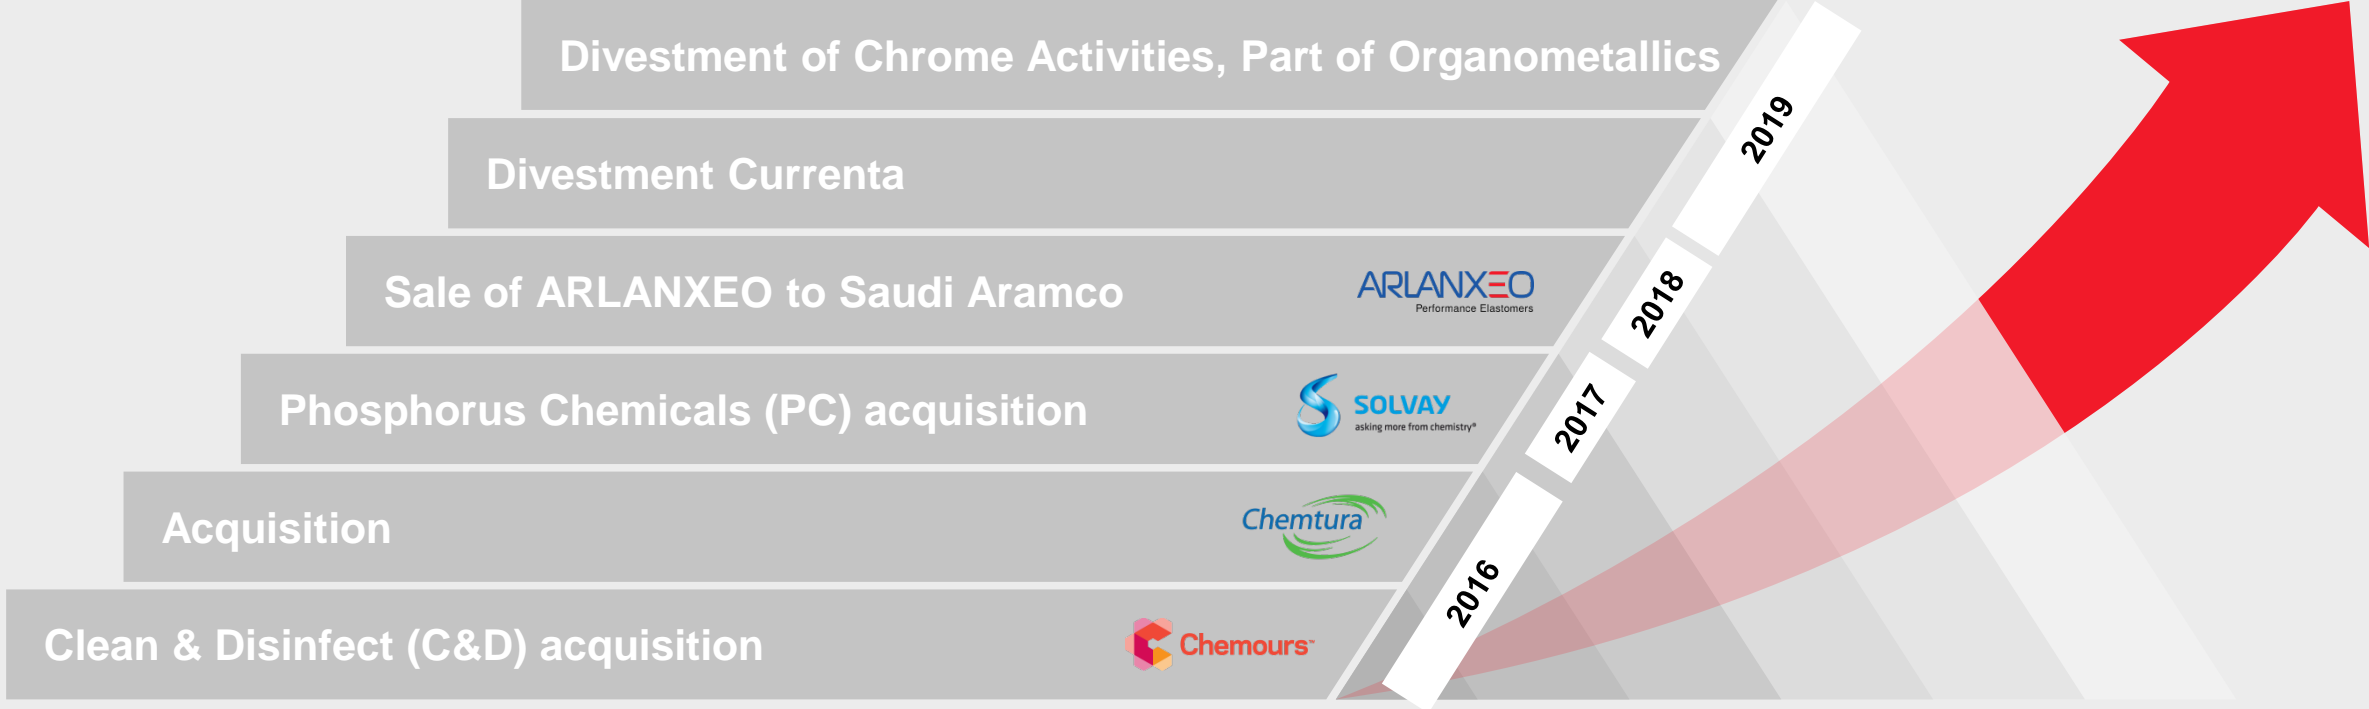 Divestment of Chrome Activities, Part of Organometallics
2019
Divestment Currenta
Sale of ARLANXEO to Saudi Aramco
ARLANXEO
Performance Elastomers
2018
Phosphorus Chemicals (PC) acquisition
SOLVAY
asking more from chemistry®
2017
Acquisition
Chemtura
2016
Clean & Disinfect (C&D) acquisition
Chemours™